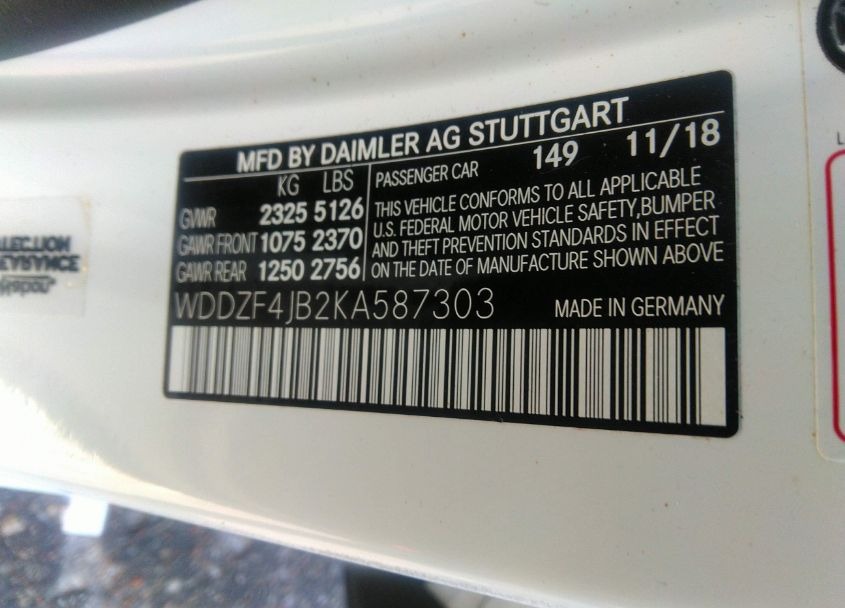 MFD BY DAIMLER AG STUTTGART
KG LBS
GVWR 2325 5126
GAWR FRONT 1075 2370
GAWR REAR 1250 2756
PASSENGER CAR 149 11/18
THIS VEHICLE CONFORMS TO ALL APPLICABLE
U.S. FEDERAL MOTOR VEHICLE SAFETY,BUMPER
AND THEFT PREVENTION STANDARDS IN EFFECT
ON THE DATE OF MANUFACTURE SHOWN ABOVE
WDDZF4JB2KA587303 MADE IN GERMANY